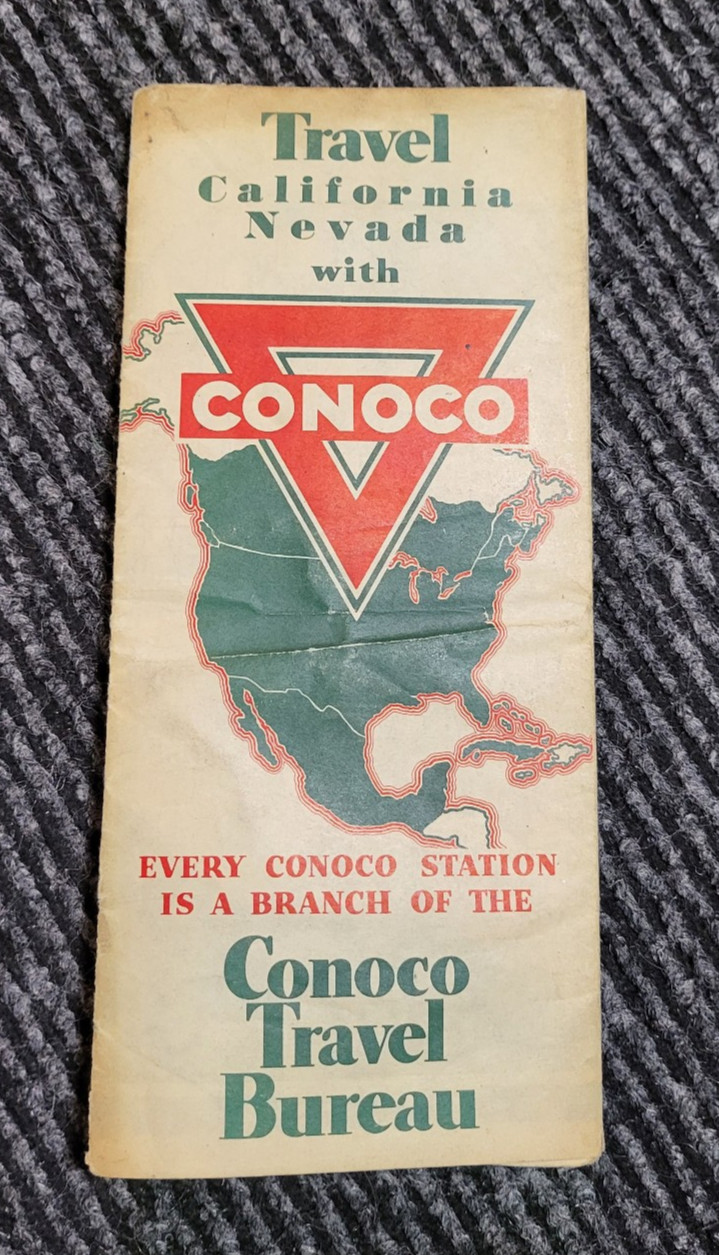 Travel
California
Nevada
with
CONOCO
EVERY CONOCO STATION
IS A BRANCH OF THE
Conoco
Travel
Bureau